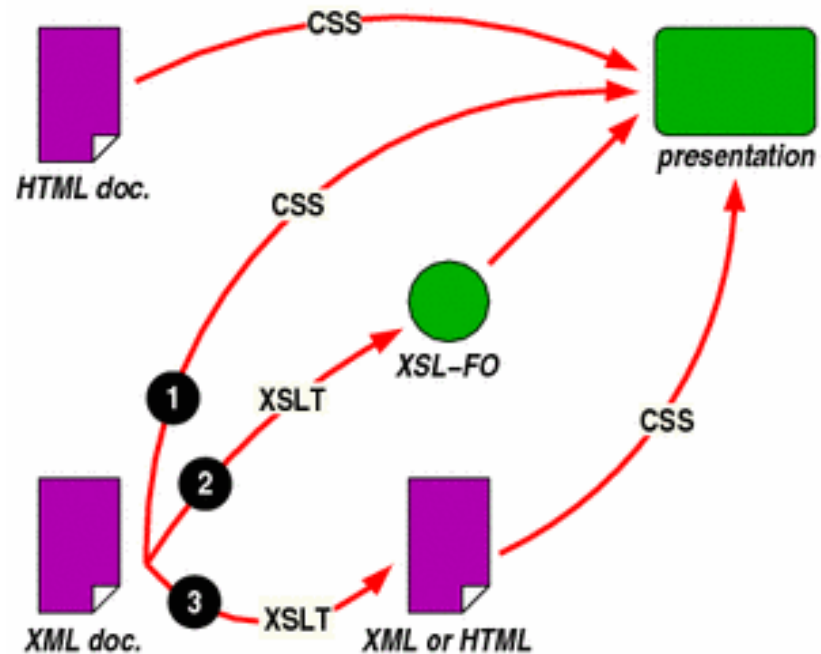 CSS
presentation
HTML doc.
CSS
XSL-FO
1
XSLT
CSS
2
3
XSLT
XML doc.
XML or HTML